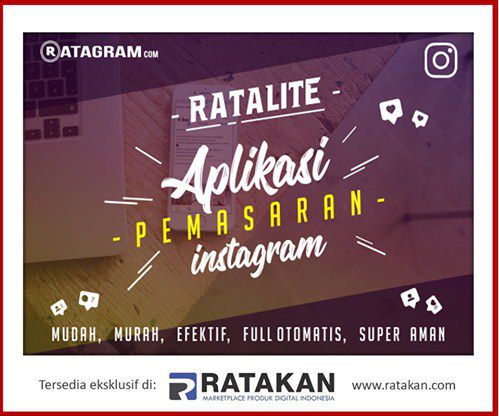 RATAGRAM.COM
- RATALITE -
Aplikasi
- PEMASARAN -
instagram
MUDAH, MURAH, EFEKTIF, FULL OTOMATIS, SUPER AMAN
Tersedia eksklusif di: RATAKAN www.ratakan.com
MARKETPLACE PRODUK DIGITAL INDONESIA